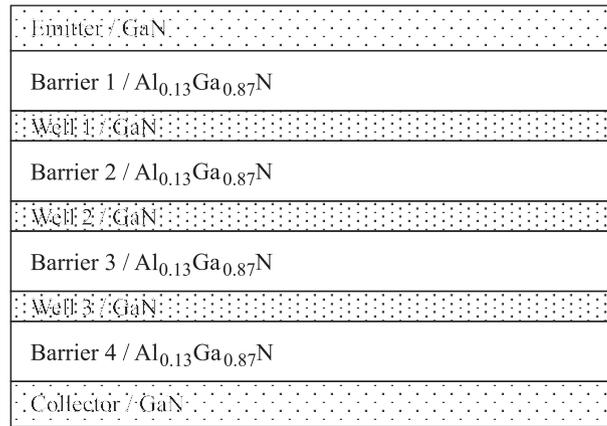 Emitter / GaN
Barrier 1 / Al₀.₁₃Ga₀.₈₇N
Well 1 / GaN
Barrier 2 / Al₀.₁₃Ga₀.₈₇N
Well 2 / GaN
Barrier 3 / Al₀.₁₃Ga₀.₈₇N
Well 3 / GaN
Barrier 4 / Al₀.₁₃Ga₀.₈₇N
Collector / GaN